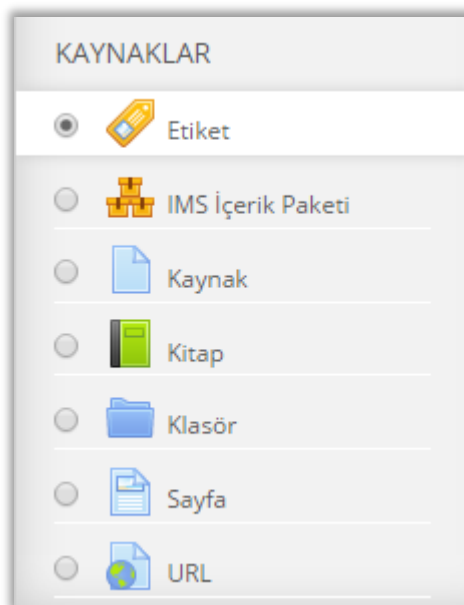 KAYNAKLAR
Etiket
IMS İçerik Paketi
Kaynak
Kitap
Klasör
Sayfa
URL